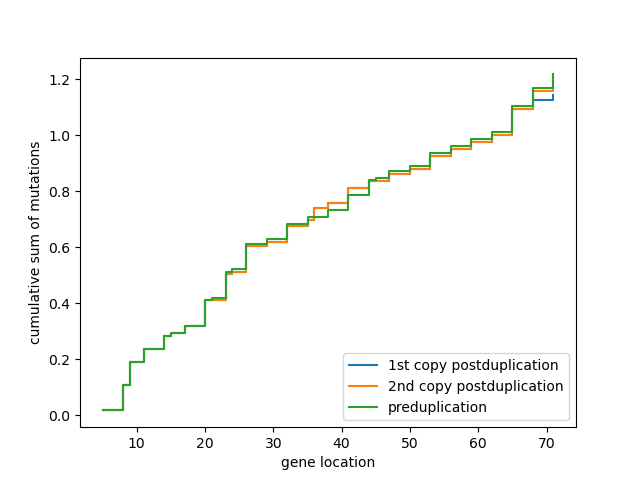 1.2
1.0
0.8
0.6
0.4
0.2
0.0
cumulative sum of mutations
1st copy postduplication
2nd copy postduplication
preduplication
10 20 30 40 50 60 70
gene location